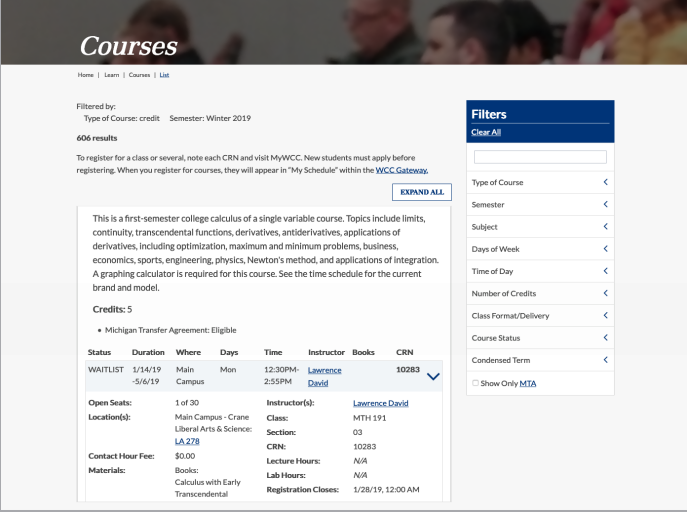 Courses
Home | Learn | Courses | List
Filtered by:
Type of Course: credit Semester: Winter 2019
606 results
To register for a class or several, note each CRN and visit MyWCC. New students must apply before
registering. When you register for courses, they will appear in "My Schedule" within the WCC Gateway.
EXPAND ALL
This is a first-semester college calculus of a single variable course. Topics include limits,
continuity, transcendental functions, derivatives, antiderivatives, applications of
derivatives, including optimization, maximum and minimum problems, business,
economics, sports, engineering, physics, Newton's method, and applications of integration.
A graphing calculator is required for this course. See the time schedule for the current
brand and model.
Credits: 5
• Michigan Transfer Agreement: Eligible
Status Duration Where Days Time Instructor Books CRN
WAITLIST 1/14/19 Main Mon 12:30PM- Lawrence 10283
-5/6/19 Campus 2:55PM David
Open Seats: 1 of 30
Location(s): Main Campus - Crane
Liberal Arts & Science:
LA 278
Contact Hour Fee: $0.00
Materials: Books:
Calculus with Early
Transcendental
Instructor(s): Lawrence David
Class: MTH 191
Section: 03
CRN: 10283
Lecture Hours: N/A
Lab Hours: N/A
Registration Closes: 1/28/19, 12:00 AM
Filters
Clear All
Type of Course
Semester
Subject
Days of Week
Time of Day
Number of Credits
Class Format/Delivery
Course Status
Condensed Term
Show Only MTA